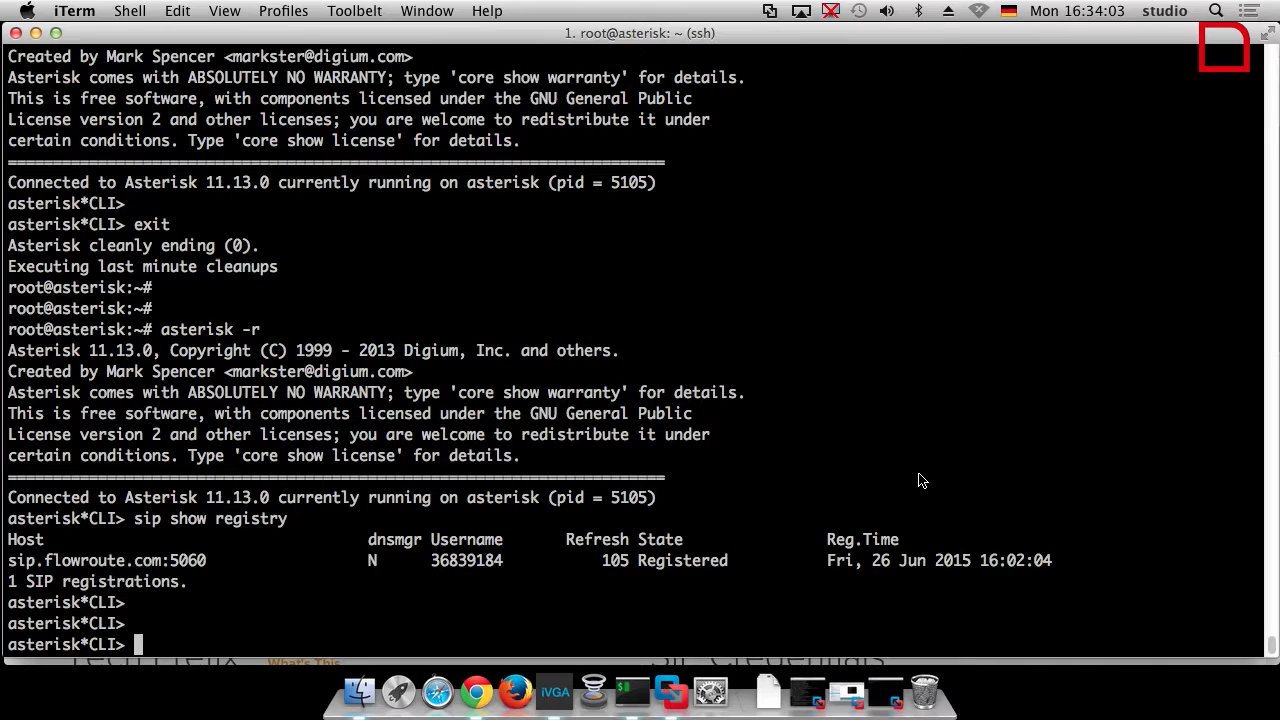 iTerm Shell Edit View Profiles Toolbelt Window Help Mon 16:34:03 studio
1. root@asterisk: ~ (ssh)
Created by Mark Spencer <markster@digium.com>
Asterisk comes with ABSOLUTELY NO WARRANTY; type 'core show warranty' for details.
This is free software, with components licensed under the GNU General Public
License version 2 and other licenses; you are welcome to redistribute it under
certain conditions. Type 'core show license' for details.
=========================================================================
Connected to Asterisk 11.13.0 currently running on asterisk (pid = 5105)
asterisk*CLI>
asterisk*CLI> exit
Asterisk cleanly ending (0).
Executing last minute cleanups
root@asterisk:~#
root@asterisk:~#
root@asterisk:~# asterisk -r
Asterisk 11.13.0, Copyright (C) 1999 - 2013 Digium, Inc. and others.
Created by Mark Spencer <markster@digium.com>
Asterisk comes with ABSOLUTELY NO WARRANTY; type 'core show warranty' for details.
This is free software, with components licensed under the GNU General Public
License version 2 and other licenses; you are welcome to redistribute it under
certain conditions. Type 'core show license' for details.
=========================================================================
Connected to Asterisk 11.13.0 currently running on asterisk (pid = 5105)
asterisk*CLI> sip show registry
Host dnsmgr Username Refresh State Reg.Time
sip.flowroute.com:5060 N 36839184 105 Registered Fri, 26 Jun 2015 16:02:04
1 SIP registrations.
asterisk*CLI>
asterisk*CLI>
asterisk*CLI>
What's This
iVGA